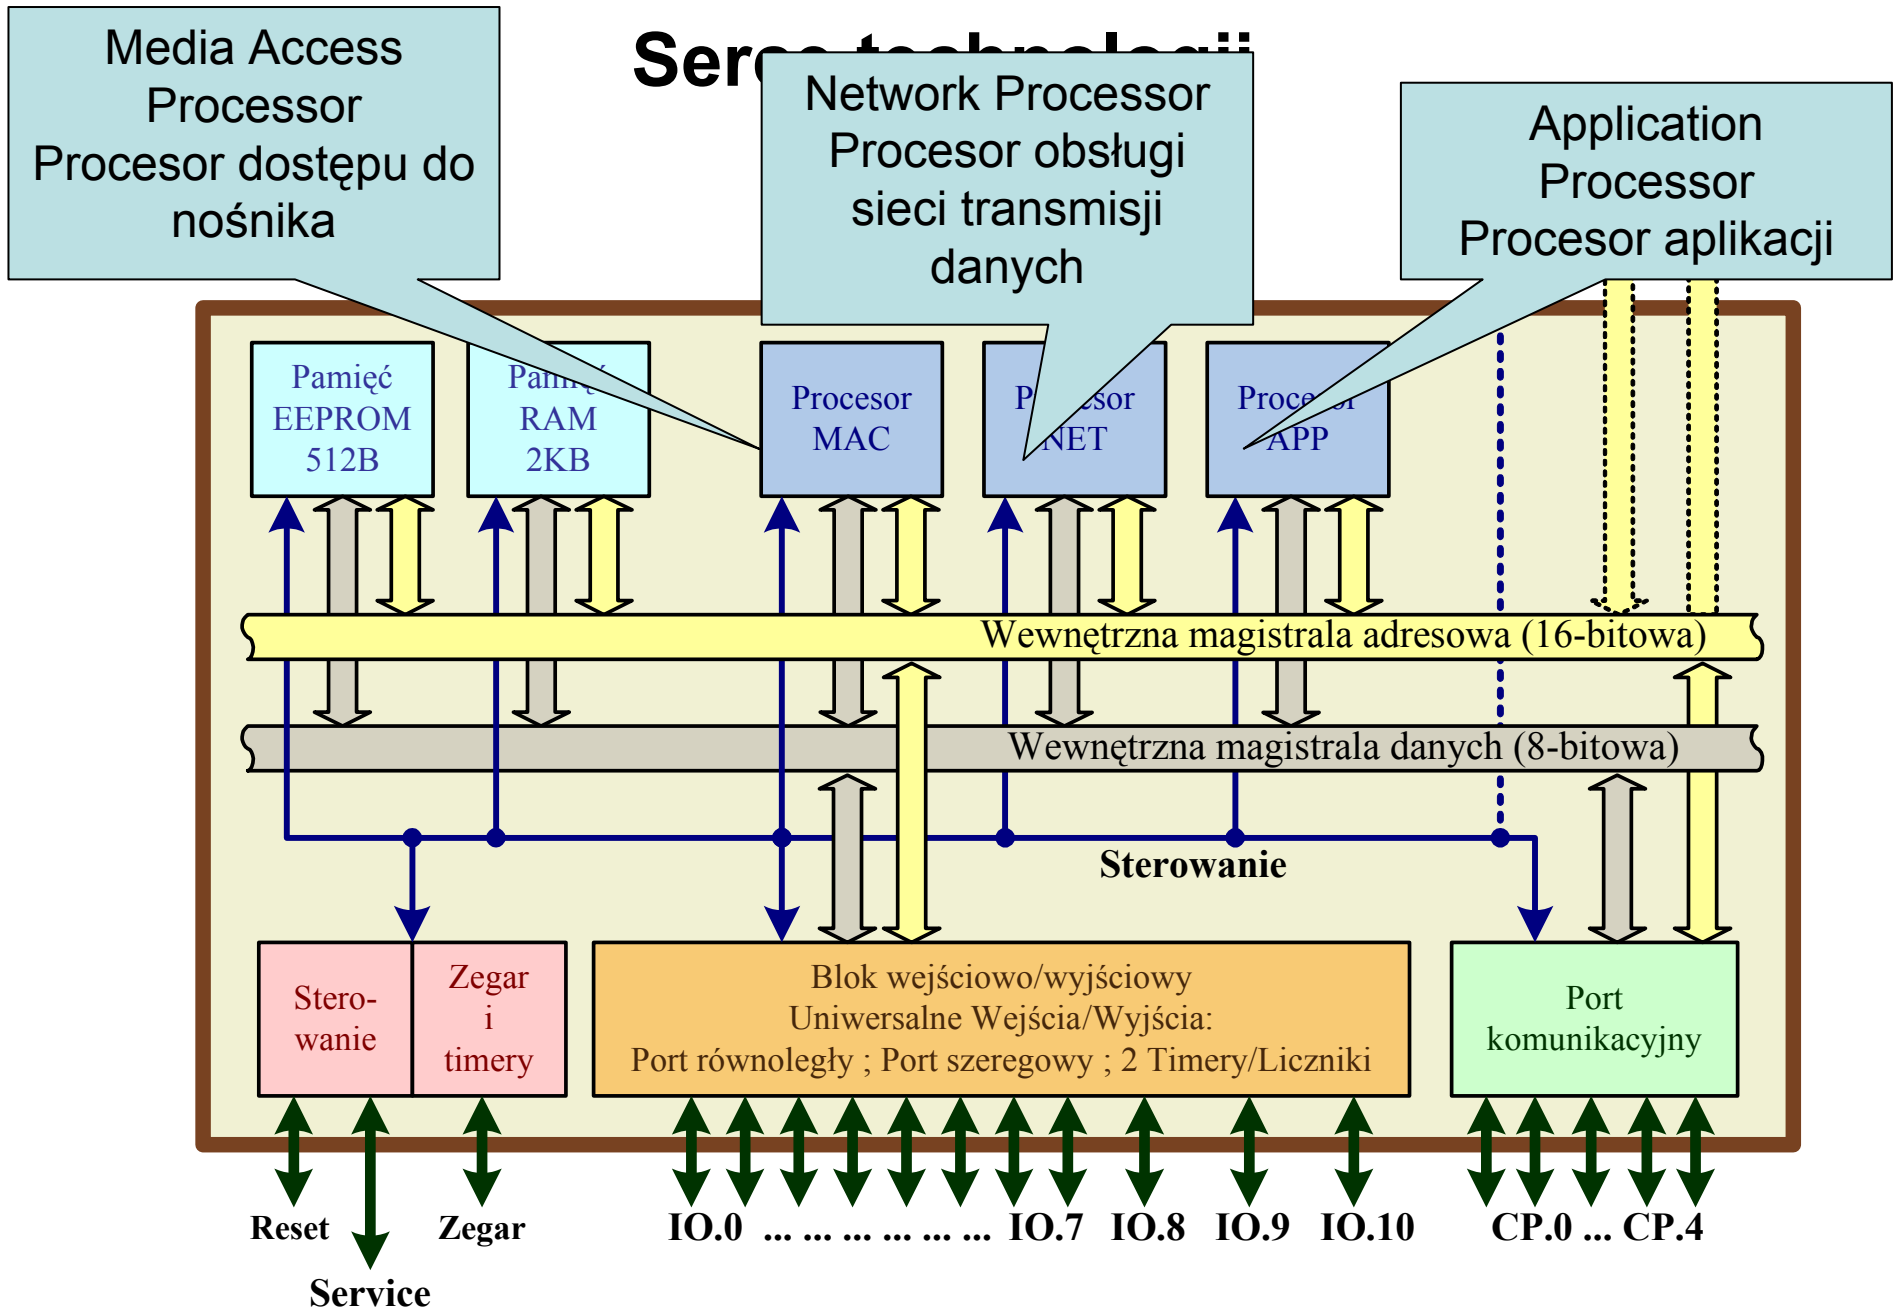 Media Access
Processor
Procesor dostępu do
nośnika
Network Processor
Procesor obsługi
sieci transmisji
danych
Application
Processor
Procesor aplikacji
Pamięć
EEPROM
512B
RAM
2KB
Procesor
MAC
NET
APP
Wewnętrzna magistrala adresowa (16-bitowa)
Wewnętrzna magistrala danych (8-bitowa)
Sterowanie
Stero-
wanie
Zegar
i
timery
Blok wejściowo/wyjściowy
Uniwersalne Wejścia/Wyjścia:
Port równoległy ; Port szeregowy ; 2 Timery/Liczniki
Port
komunikacyjny
Reset
Service
Zegar
IO.0 ... ... ... ... ... ... IO.7 IO.8 IO.9 IO.10
CP.0 ... CP.4